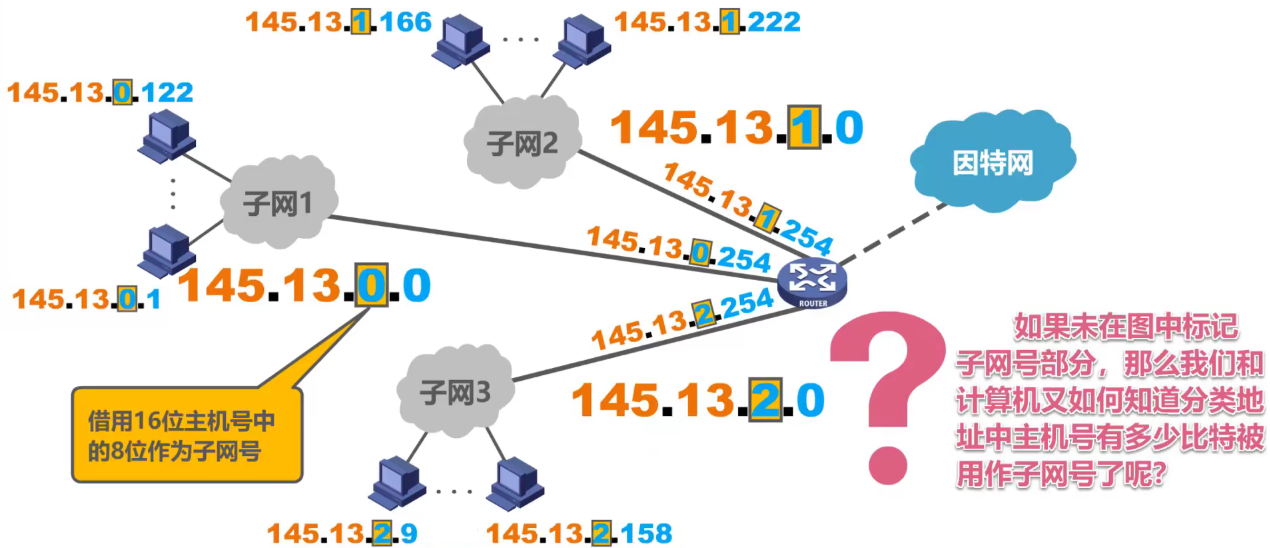 145.13.1.166
145.13.1.222
145.13.0.122
子网2
145.13.1.0
因特网
子网1
145.13.1.254
145.13.0.254
145.13.0.1
145.13.0.0
ROUTER
145.13.2.254
如果未在图中标记
子网号部分，那么我们和
计算机又如何知道分类地
址中主机号有多少比特被
用作子网号了呢？
?
子网3
145.13.2.0
借用16位主机号中
的8位作为子网号
145.13.2.9
145.13.2.158